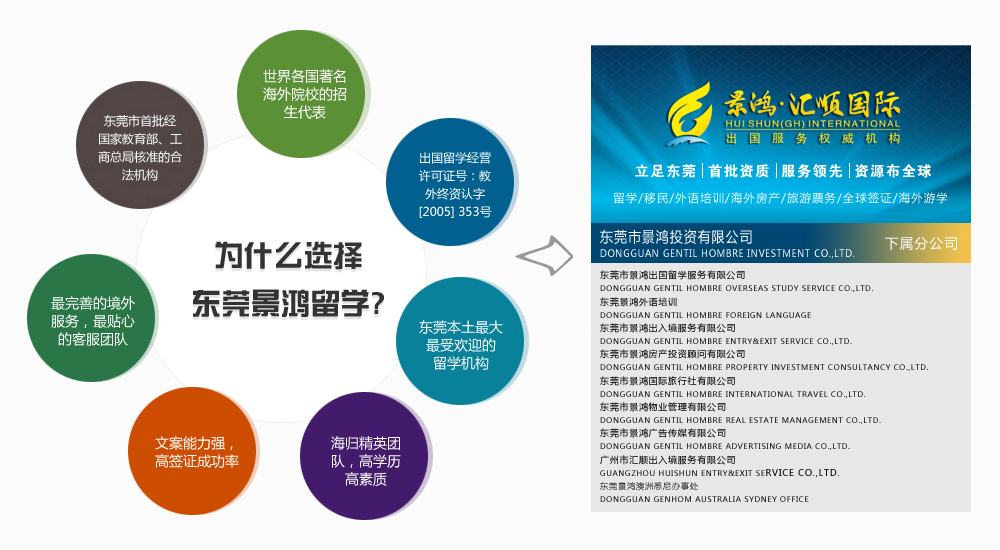 世界各国著名
海外院校的招
生代表
东莞市首批经
国家教育部、工
商总局核准的合
法机构
出国留学经营
许可证号：教
外终资认字
[2005] 353号
为什么选择
东莞景鸿留学?
最完善的境外
服务，最贴心
的客服团队
东莞本土最大
最受欢迎的
留学机构
文案能力强，
高签证成功率
海归精英团
队，高学历
高素质
景鸿·汇顺国际
HUI SHUN(GH) INTERNATIONAL
出国服务权威机构
立足东莞|首批资质|服务领先|资源布全球
留学/移民/外语培训/海外房产/旅游票务/全球签证/海外游学
东莞市景鸿投资有限公司
DONGGUAN GENTIL HOMBRE INVESTMENT CO.,LTD.
下属分公司
东莞市景鸿出国留学服务有限公司
DONGGUAN GENTIL HOMBRE OVERSEAS STUDY SERVICE CO.,LTD.
东莞景鸿外语培训
DONGGUAN GENTIL HOMBRE FOREIGN LANGUAGE
东莞市景鸿出入境服务有限公司
DONGGUAN GENTIL HOMBRE ENTRY&EXIT SERVICE CO.,LTD.
东莞市景鸿房产投资顾问有限公司
DONGGUAN GENTIL HOMBRE PROPERTY INVESTMENT CONSULTANCY CO.,LTD.
东莞市景鸿国际旅行社有限公司
DONGGUAN GENTIL HOMBRE INTERNATIONAL TRAVEL CO.,LTD.
东莞市景鸿物业管理有限公司
DONGGUAN GENTIL HOMBRE REAL ESTATE MANAGEMENT CO.,LTD.
东莞市景鸿广告传媒有限公司
DONGGUAN GENTIL HOMBRE ADVERTISING MEDIA CO.,LTD.
广州市汇顺出入境服务有限公司
GUANGZHOU HUISHUN ENTRY&EXIT SERVICE CO.,LTD.
东莞景鸿澳洲悉尼办事处
DONGGUAN GENHOM AUSTRALIA SYDNEY OFFICE